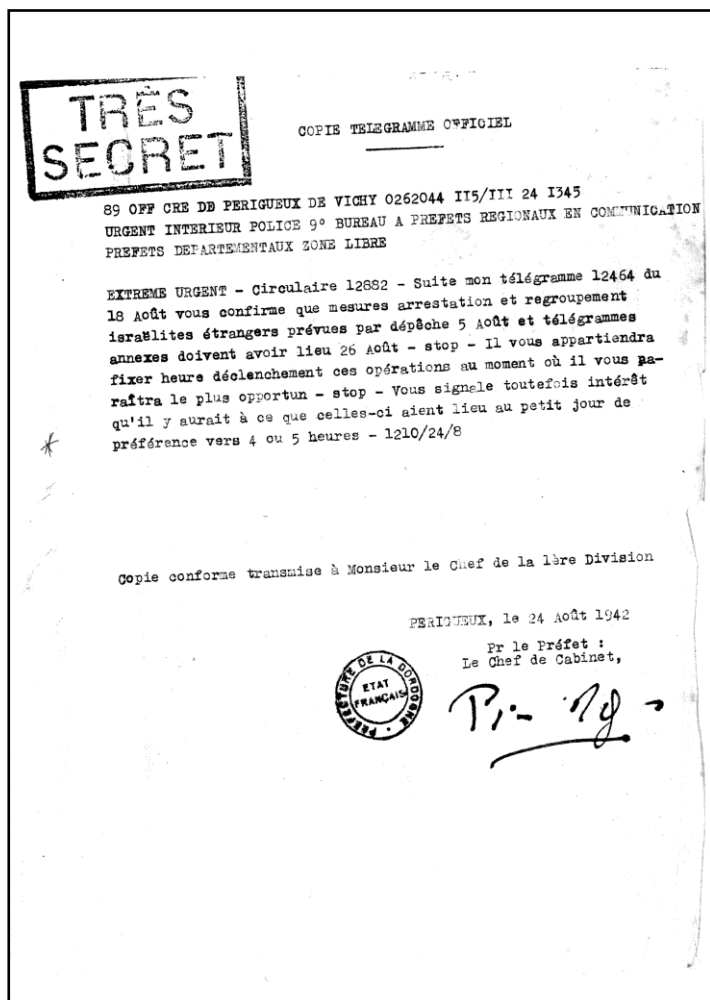 TRÈS
SECRET
COPIE TELEGRAMME OFFICIEL
89 OFF CRE DE PERIGUEUX DE VICHY 0262044 II5/III 24 I345
URGENT INTERIEUR POLICE 9° BUREAU A PREFETS REGIONAUX EN COMMUNICATION
PREFETS DEPARTEMENTAUX ZONE LIBRE
EXTREME URGENT - Circulaire 12882 - Suite mon télégramme 12464 du
18 Août vous confirme que mesures arrestation et regroupement
israëlites étrangers prévues par dépêche 5 Août et télégrammes
annexes doivent avoir lieu 26 Août - stop - Il vous appartiendra
fixer heure déclenchement ces opérations au moment où il vous pa-
raîtra le plus opportun - stop - Vous signale toutefois intérêt
qu'il y aurait à ce que celles-ci aient lieu au petit jour de
préférence vers 4 ou 5 heures - 1210/24/8
Copie conforme transmise à Monsieur le Chef de la 1ère Division
PERIGUEUX, le 24 Août 1942
Pr le Préfet :
Le Chef de Cabinet,
PREFECTURE DE LA DORDOGNE
ETAT
FRANÇAIS